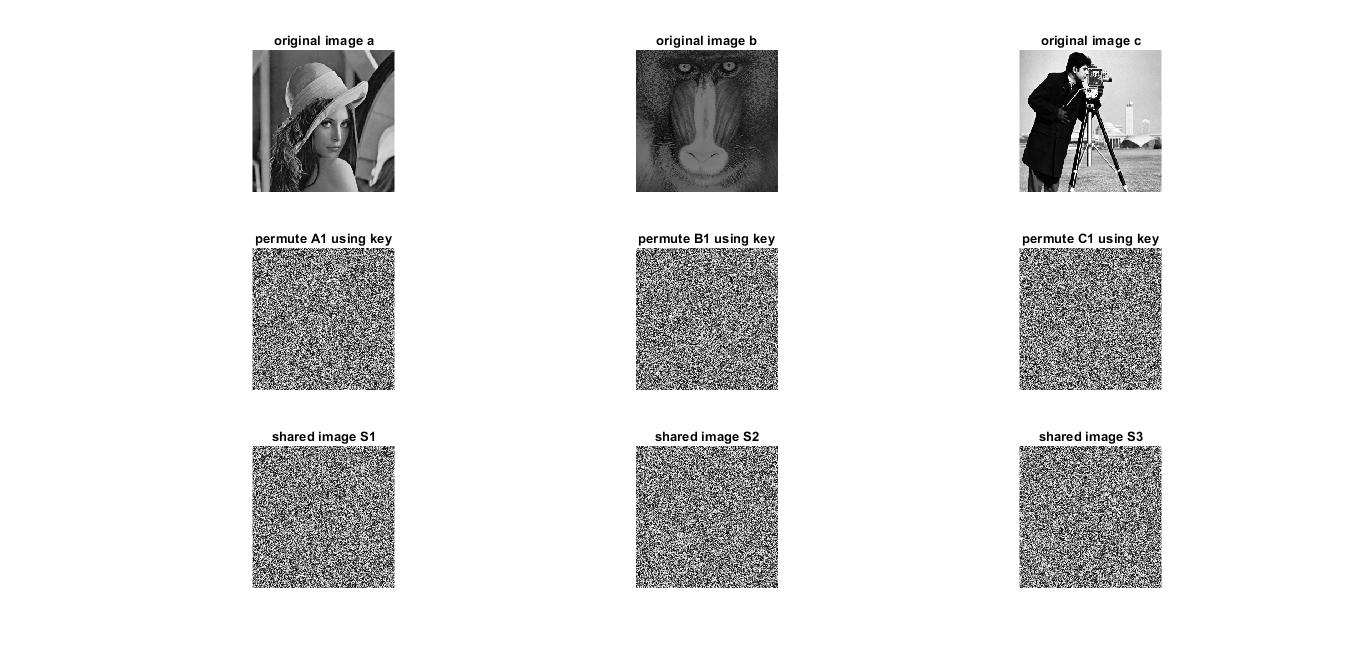 original image a
original image b
original image c
permute A1 using key
permute B1 using key
permute C1 using key
shared image S1
shared image S2
shared image S3